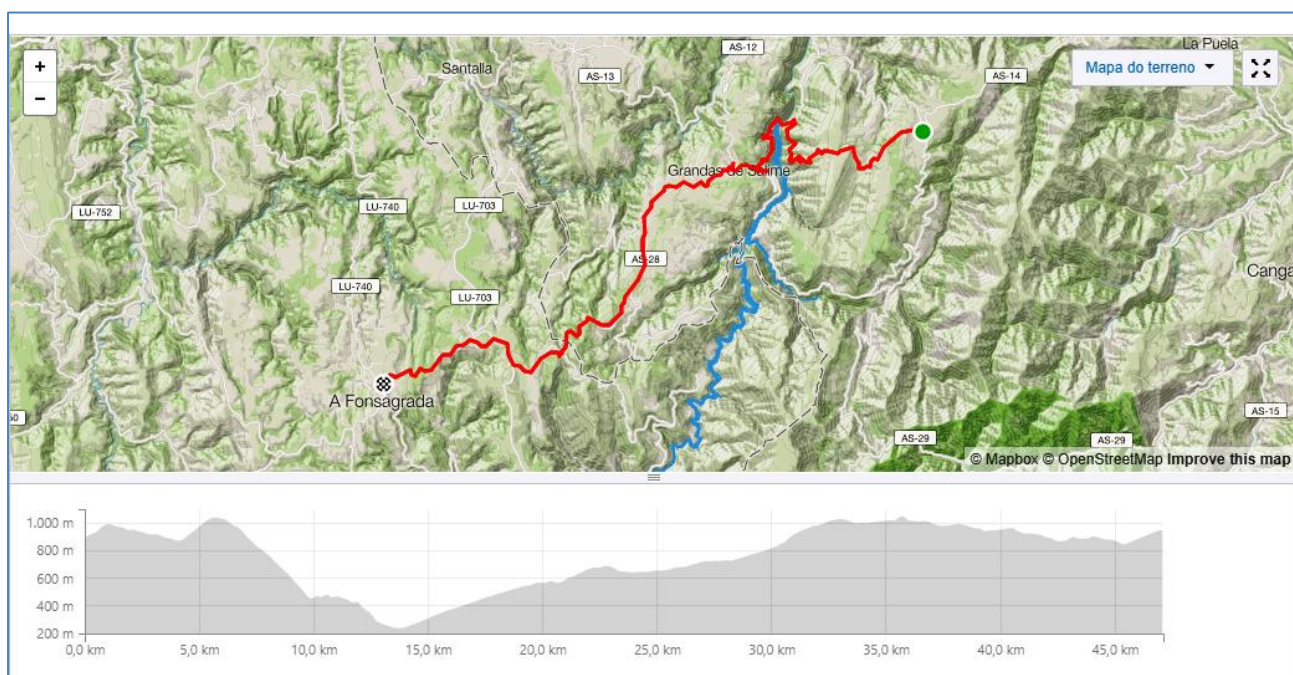 +
−
AS-12
La Puela
Mapa do terreno
Santalla
AS-13
AS-14
Grandas de Salime
LU-752
LU-740
LU-703
AS-28
Canga
LU-740
LU-703
A Fonsagrada
AS-15
AS-29
AS-29
© Mapbox © OpenStreetMap Improve this map
1.000 m
800 m
600 m
400 m
200 m
0,0 km 5,0 km 10,0 km 15,0 km 20,0 km 25,0 km 30,0 km 35,0 km 40,0 km 45,0 km